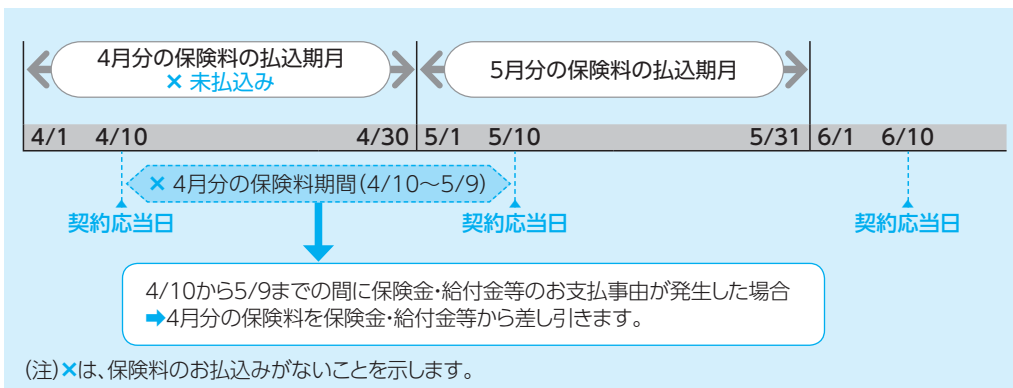 4月分の保険料の払込期月
× 未払込み
5月分の保険料の払込期月
4/1 4/10 4/30 5/1 5/10 5/31 6/1 6/10
× 4月分の保険料期間(4/10～5/9)
契約応当日 契約応当日 契約応当日
4/10から5/9までの間に保険金・給付金等のお支払事由が発生した場合
➡4月分の保険料を保険金・給付金等から差し引きます。
(注)×は、保険料のお払込みがないことを示します。